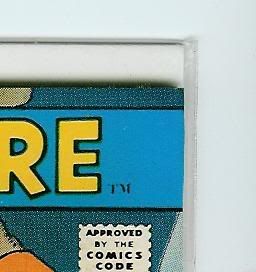 RE TM
APPROVED
BY THE
COMICS
CODE